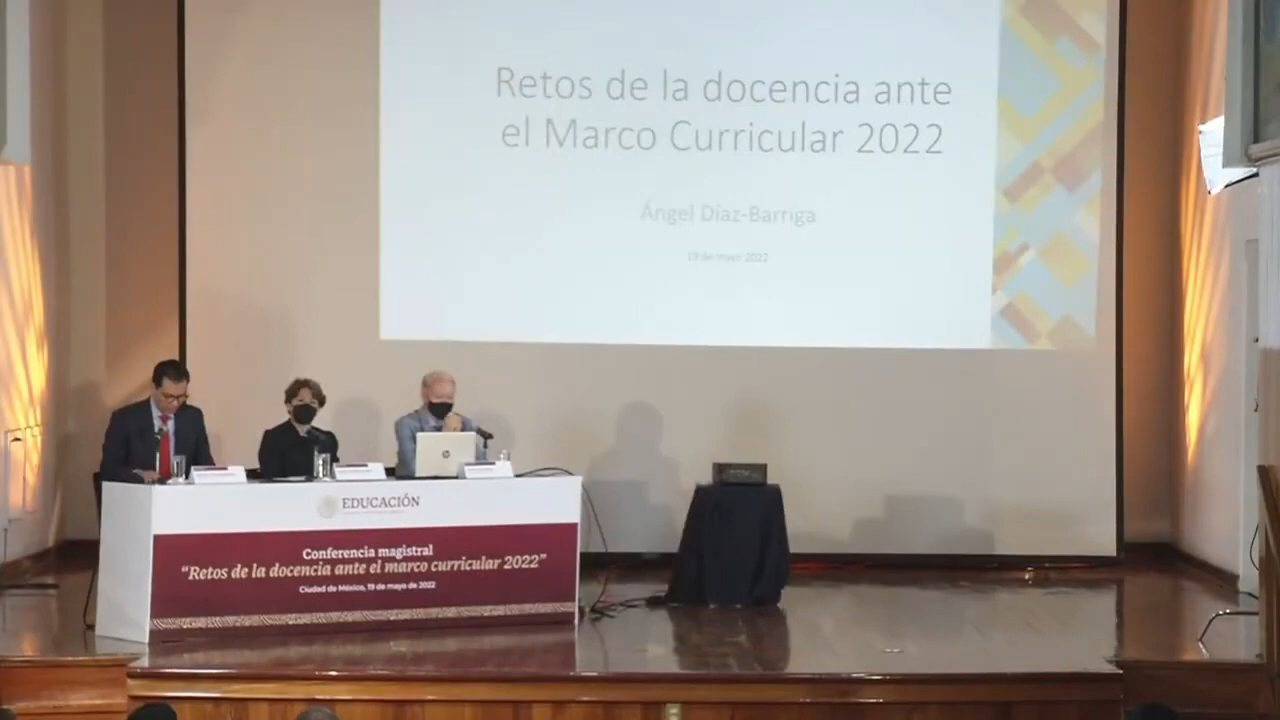 Retos de la docencia ante
el Marco Curricular 2022
Ángel Díaz-Barriga
19 de mayo 2022
EDUCACIÓN
Conferencia magistral
“Retos de la docencia ante el marco curricular 2022”
Ciudad de México, 19 de mayo de 2022
hp